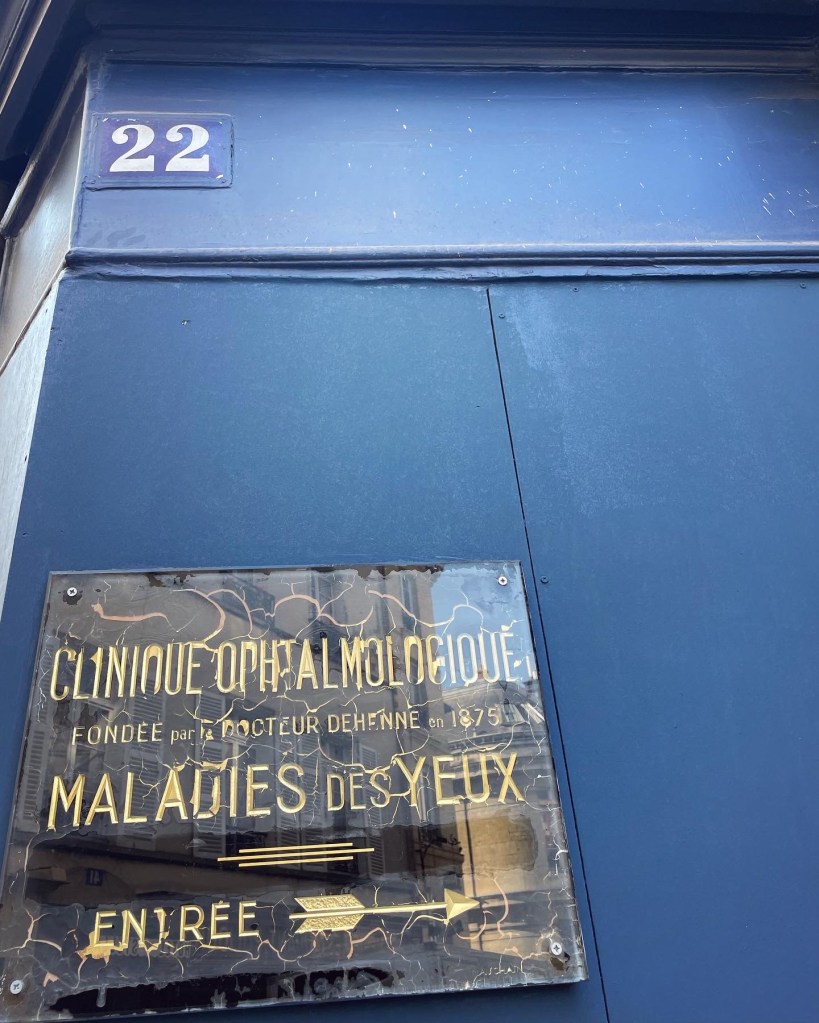 22
CLINIQUE OPHTALMOLOGIQUE
FONDÉE par le DOCTEUR DEHENNE en 1875
MALADIES DES YEUX
ENTRÉE